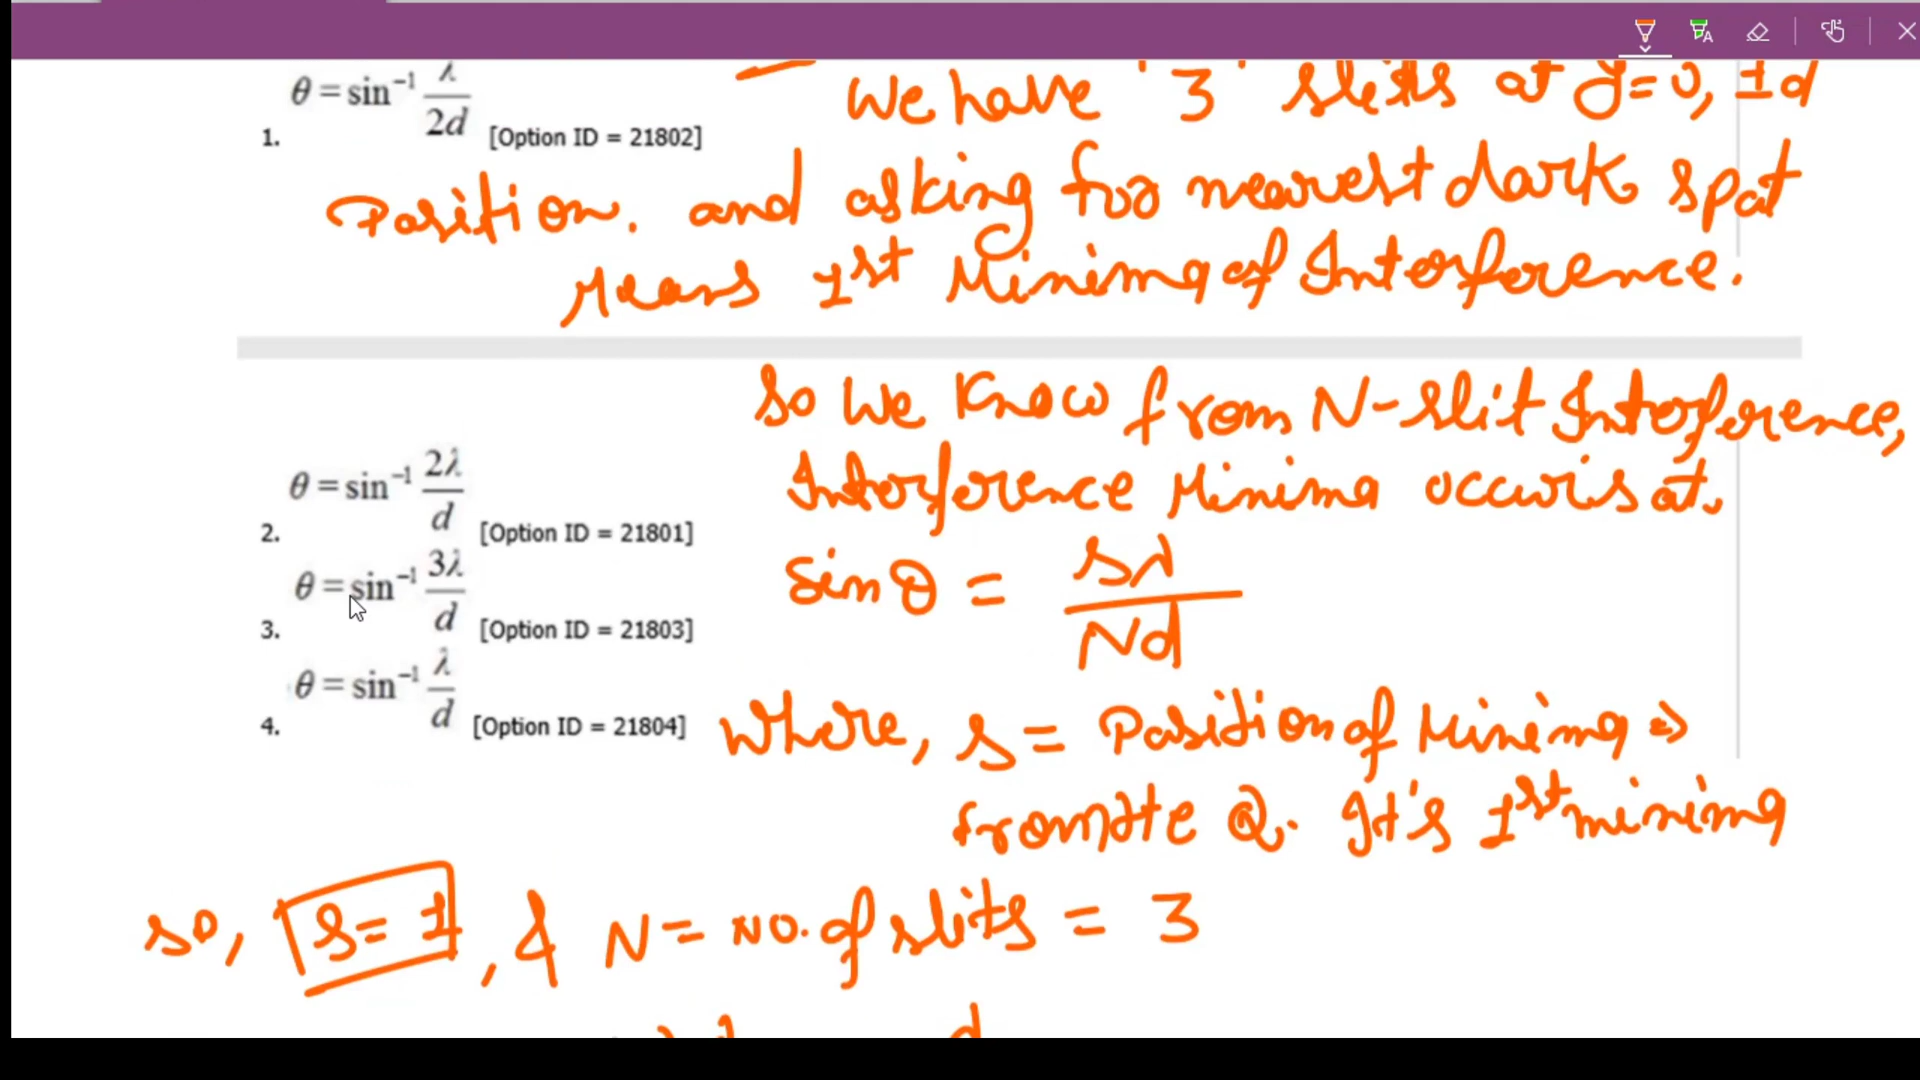 θ = sin⁻¹ λ/2d
1. [Option ID = 21802]
We have '3' slits at y=0, ±d
Position. and asking for nearest dark spot
Means 1st Minima of Interference.
So We Know from N-slit Interference,
Interference Minima occurs at,
θ = sin⁻¹ 2λ/d
2. [Option ID = 21801]
sin θ = sλ/Nd
θ = sin⁻¹ 3λ/d
3. [Option ID = 21803]
θ = sin⁻¹ λ/d
4. [Option ID = 21804]
Where, s = Position of Minima ⇒
from the Q. It's 1st minima
so, s = 1, & N = NO. of slits = 3